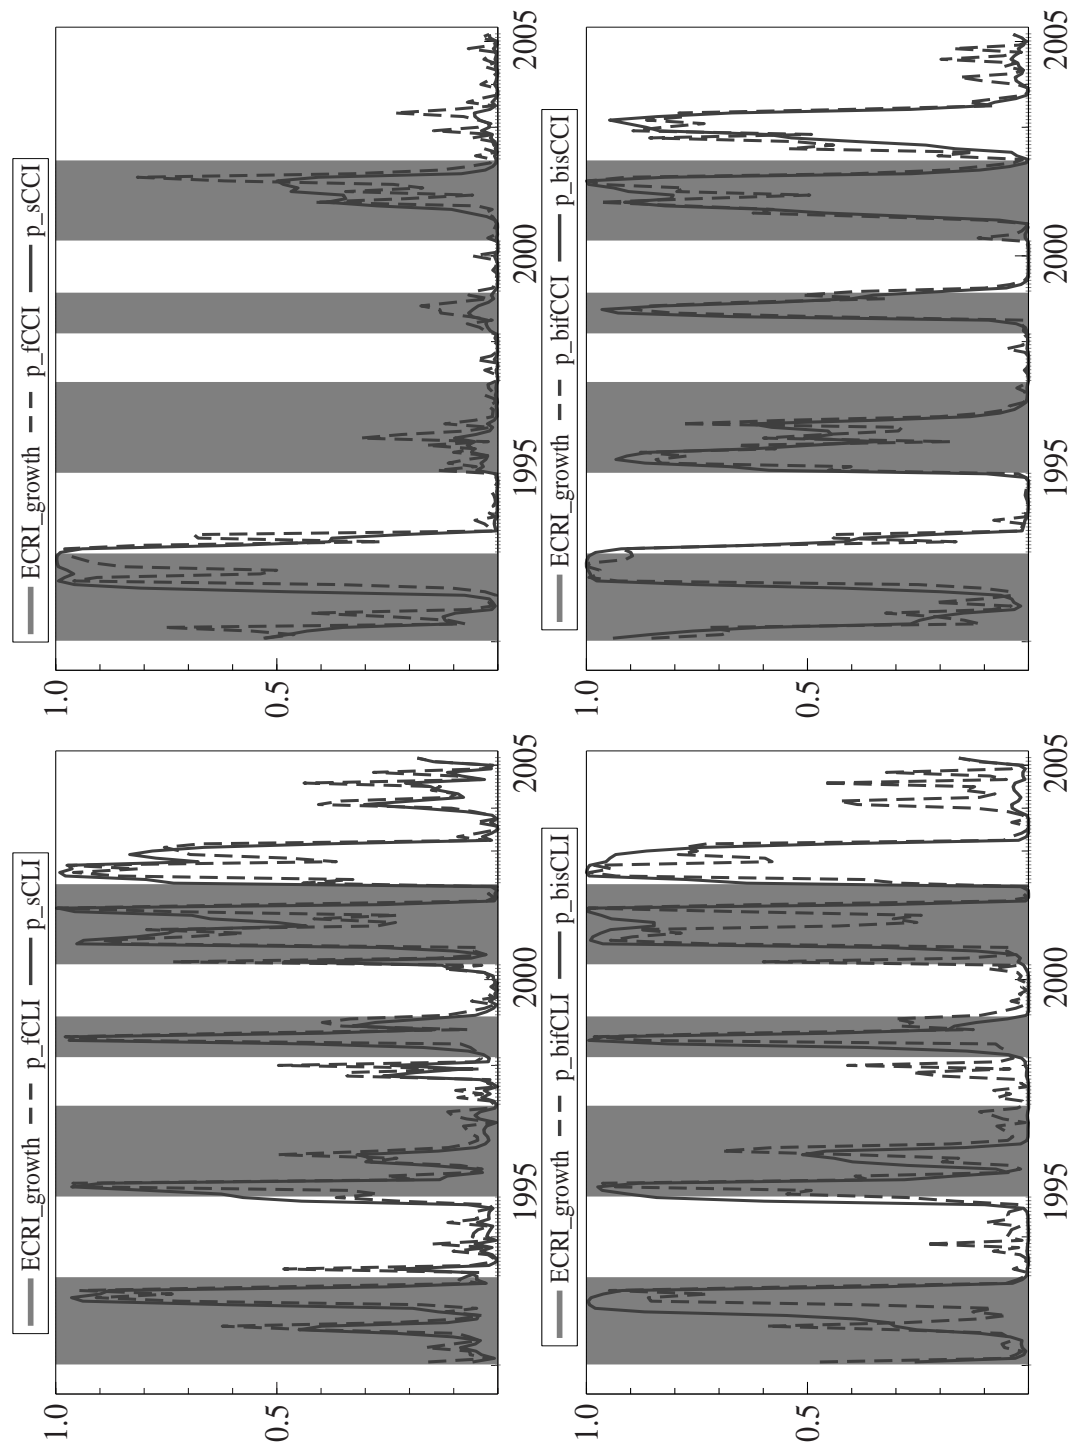 ECRI_growth p_fCLI p_sCLI
1.0
0.5
1995 2000 2005
ECRI_growth p_fCCI p_sCCI
1.0
0.5
1995 2000 2005
ECRI_growth p_bifCLI p_bisCLI
1.0
0.5
1995 2000 2005
ECRI_growth p_bifCCI p_bisCCI
1.0
0.5
1995 2000 2005